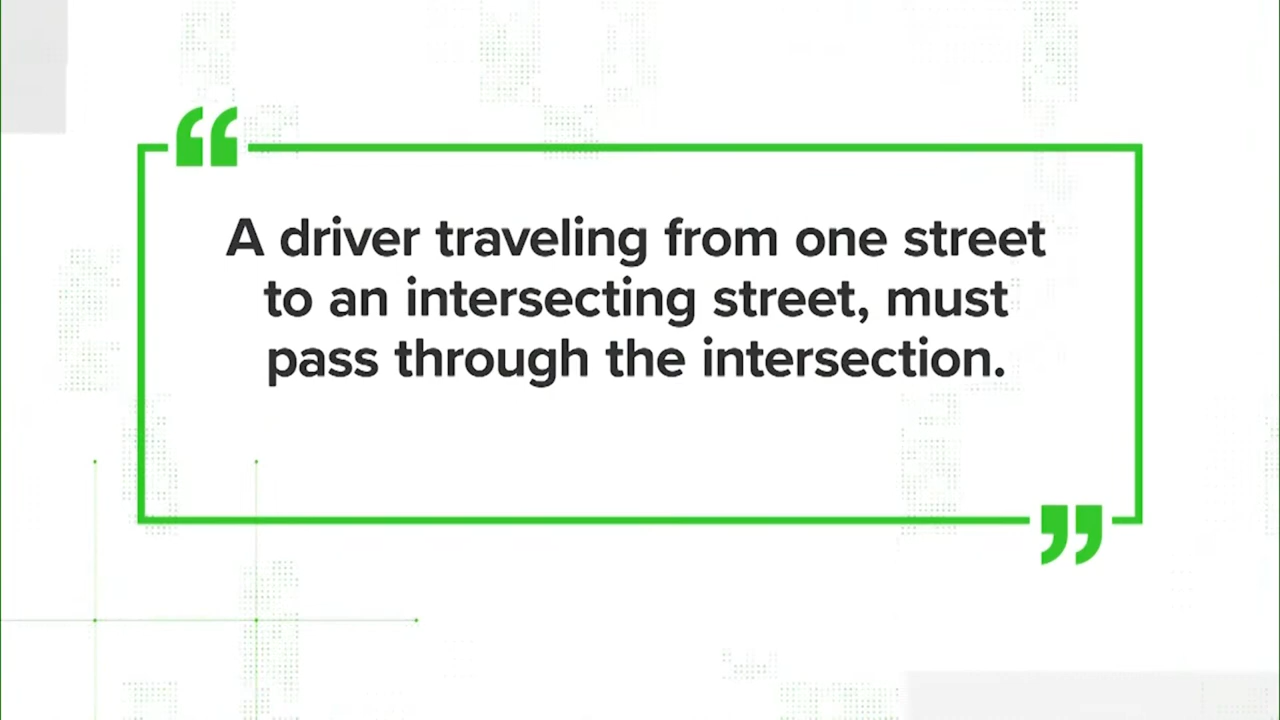 “
A driver traveling from one street
to an intersecting street, must
pass through the intersection.
”